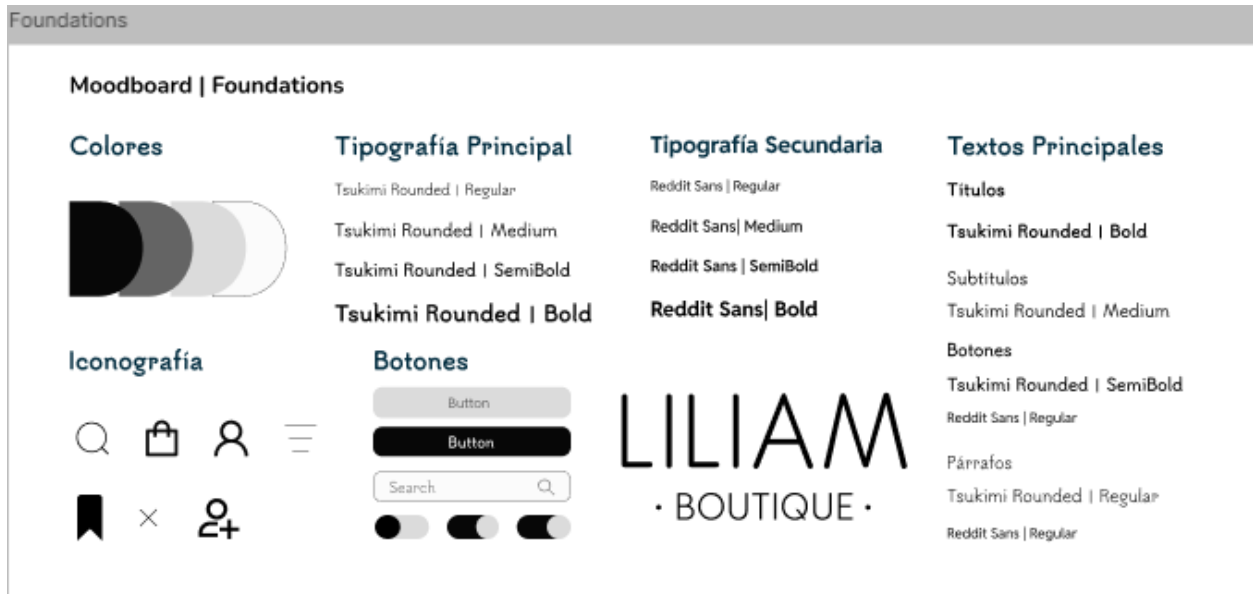 Foundations
Moodboard | Foundations
Colores
Tipografía Principal
Tsukimi Rounded | Regular
Tsukimi Rounded | Medium
Tsukimi Rounded | SemiBold
Tsukimi Rounded | Bold
Tipografía Secundaria
Reddit Sans | Regular
Reddit Sans| Medium
Reddit Sans | SemiBold
Reddit Sans| Bold
Textos Principales
Títulos
Tsukimi Rounded | Bold
Subtítulos
Tsukimi Rounded | Medium
Botones
Tsukimi Rounded | SemiBold
Reddit Sans | Regular
Párrafos
Tsukimi Rounded | Regular
Reddit Sans | Regular
Iconografía
Botones
Button
Button
Search
LILIAM
· BOUTIQUE ·